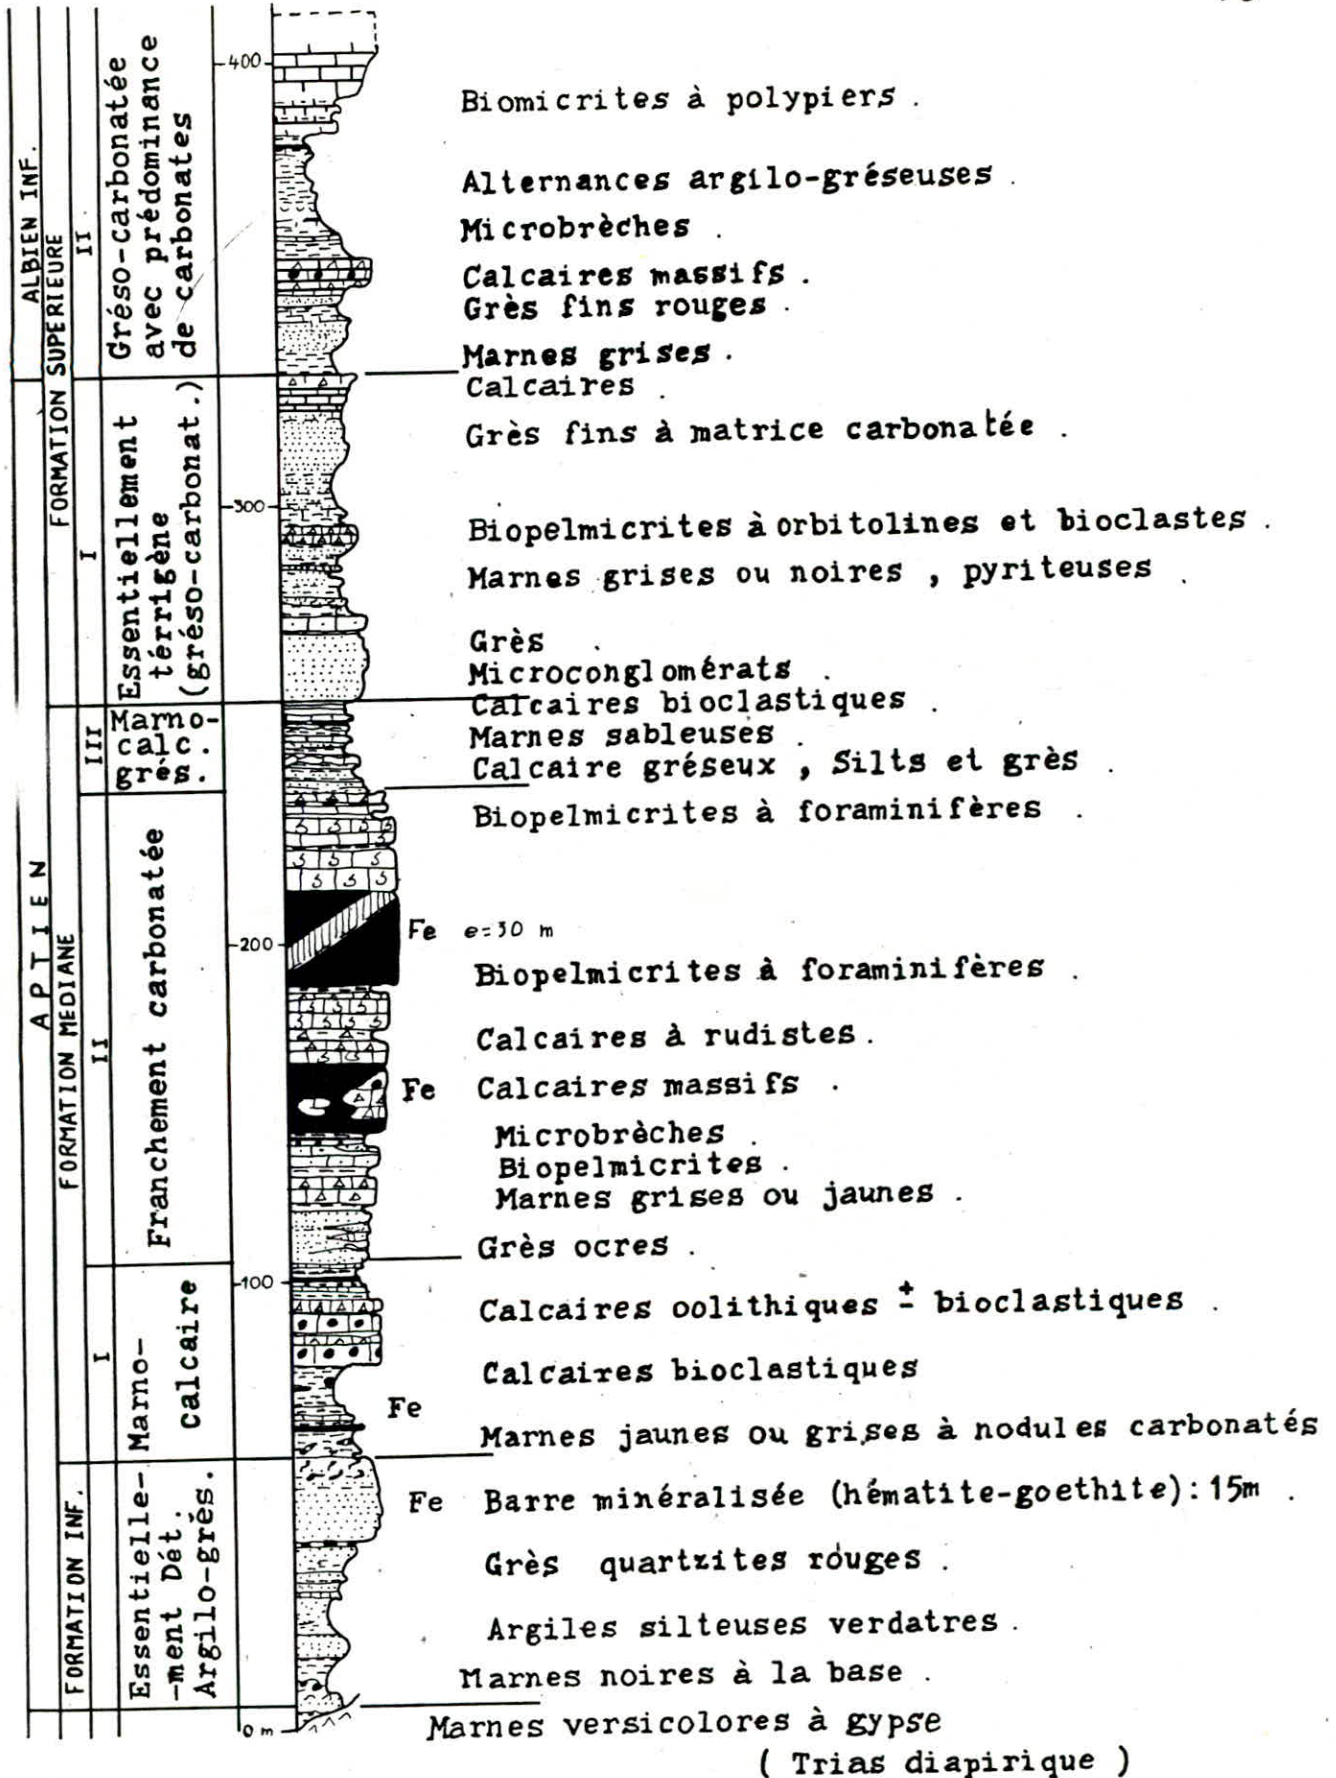 ALBIEN INF.
A P T I E N
FORMATION SUPERIEURE
FORMATION MEDIANE
FORMATION INF.
II
I
III
II
I
Gréso-carbonatée
avec prédominance
de carbonates
Essentiellement
térrigène
(gréso-carbonat.)
Marno-
calc.
grès.
Franchement carbonatée
Marno-
calcaire
Essentielle-
-ment Dét.
Argilo-grés.
400
300
200
100
0 m
Biomicrites à polypiers .
Alternances argilo-gréseuses .
Microbrèches .
Calcaires massifs .
Grès fins rouges .
Marnes grises .
Calcaires .
Grès fins à matrice carbonatée .
Biopelmicrites à orbitolines et bioclastes .
Marnes grises ou noires , pyriteuses .
Grès .
Microconglomérats .
Calcaires bioclastiques .
Marnes sableuses .
Calcaire gréseux , Silts et grès .
Biopelmicrites à foraminifères .
Fe e=30 m
Biopelmicrites à foraminifères .
Calcaires à rudistes .
Fe Calcaires massifs .
Microbrèches .
Biopelmicrites .
Marnes grises ou jaunes .
Grès ocres .
Calcaires oolithiques ± bioclastiques .
Calcaires bioclastiques
Fe
Marnes jaunes ou grises à nodules carbonatés
Fe Barre minéralisée (hématite-goethite): 15m .
Grès quartzites rouges .
Argiles silteuses verdatres .
Marnes noires à la base .
Marnes versicolores à gypse
( Trias diapirique )